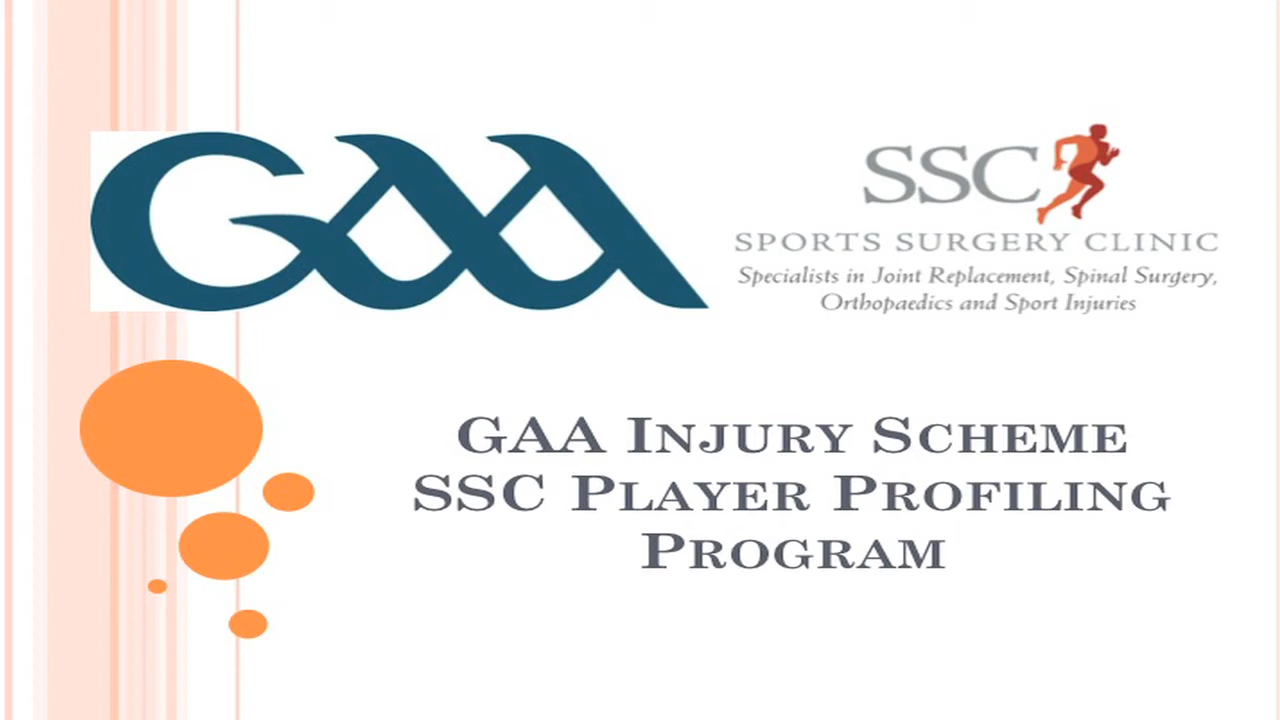 GAA
SSC
SPORTS SURGERY CLINIC
Specialists in Joint Replacement, Spinal Surgery,
Orthopaedics and Sport Injuries
GAA INJURY SCHEME
SSC PLAYER PROFILING
PROGRAM